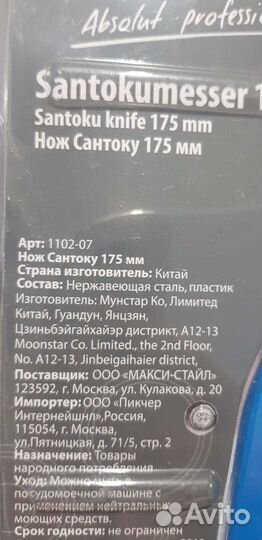 Absolut professi
Santokumesser 1
Santoku knife 175 mm
Нож Сантоку 175 мм
Арт: 1102-07
Нож Сантоку 175 мм
Страна изготовитель: Китай
Состав: Нержавеющая сталь, пластик
Изготовитель: Мунстар Ко, Лимитед
Китай, Гуандун, Янцзян,
Цзиньбэйгайхайэр дистрикт, А12-13
Moonstar Co. Limited., the 2nd Floor,
No. A12-13, Jinbeigaihaier district,
Поставщик: ООО «МАКСИ-СТАЙЛ»
123592, г. Москва, ул. Кулакова, д. 20
Импортер: ООО «Пикчер
Интернейшнл»,Россия,
115054, г. Москва,
ул.Пятницкая, д. 71/5, стр. 2
Назначение: Товары
народного потребления
Уход: Можно мыть в
посудомоечной машине с
применением нейтральных
моющих средств.
Срок годности: не ограничен
Avito